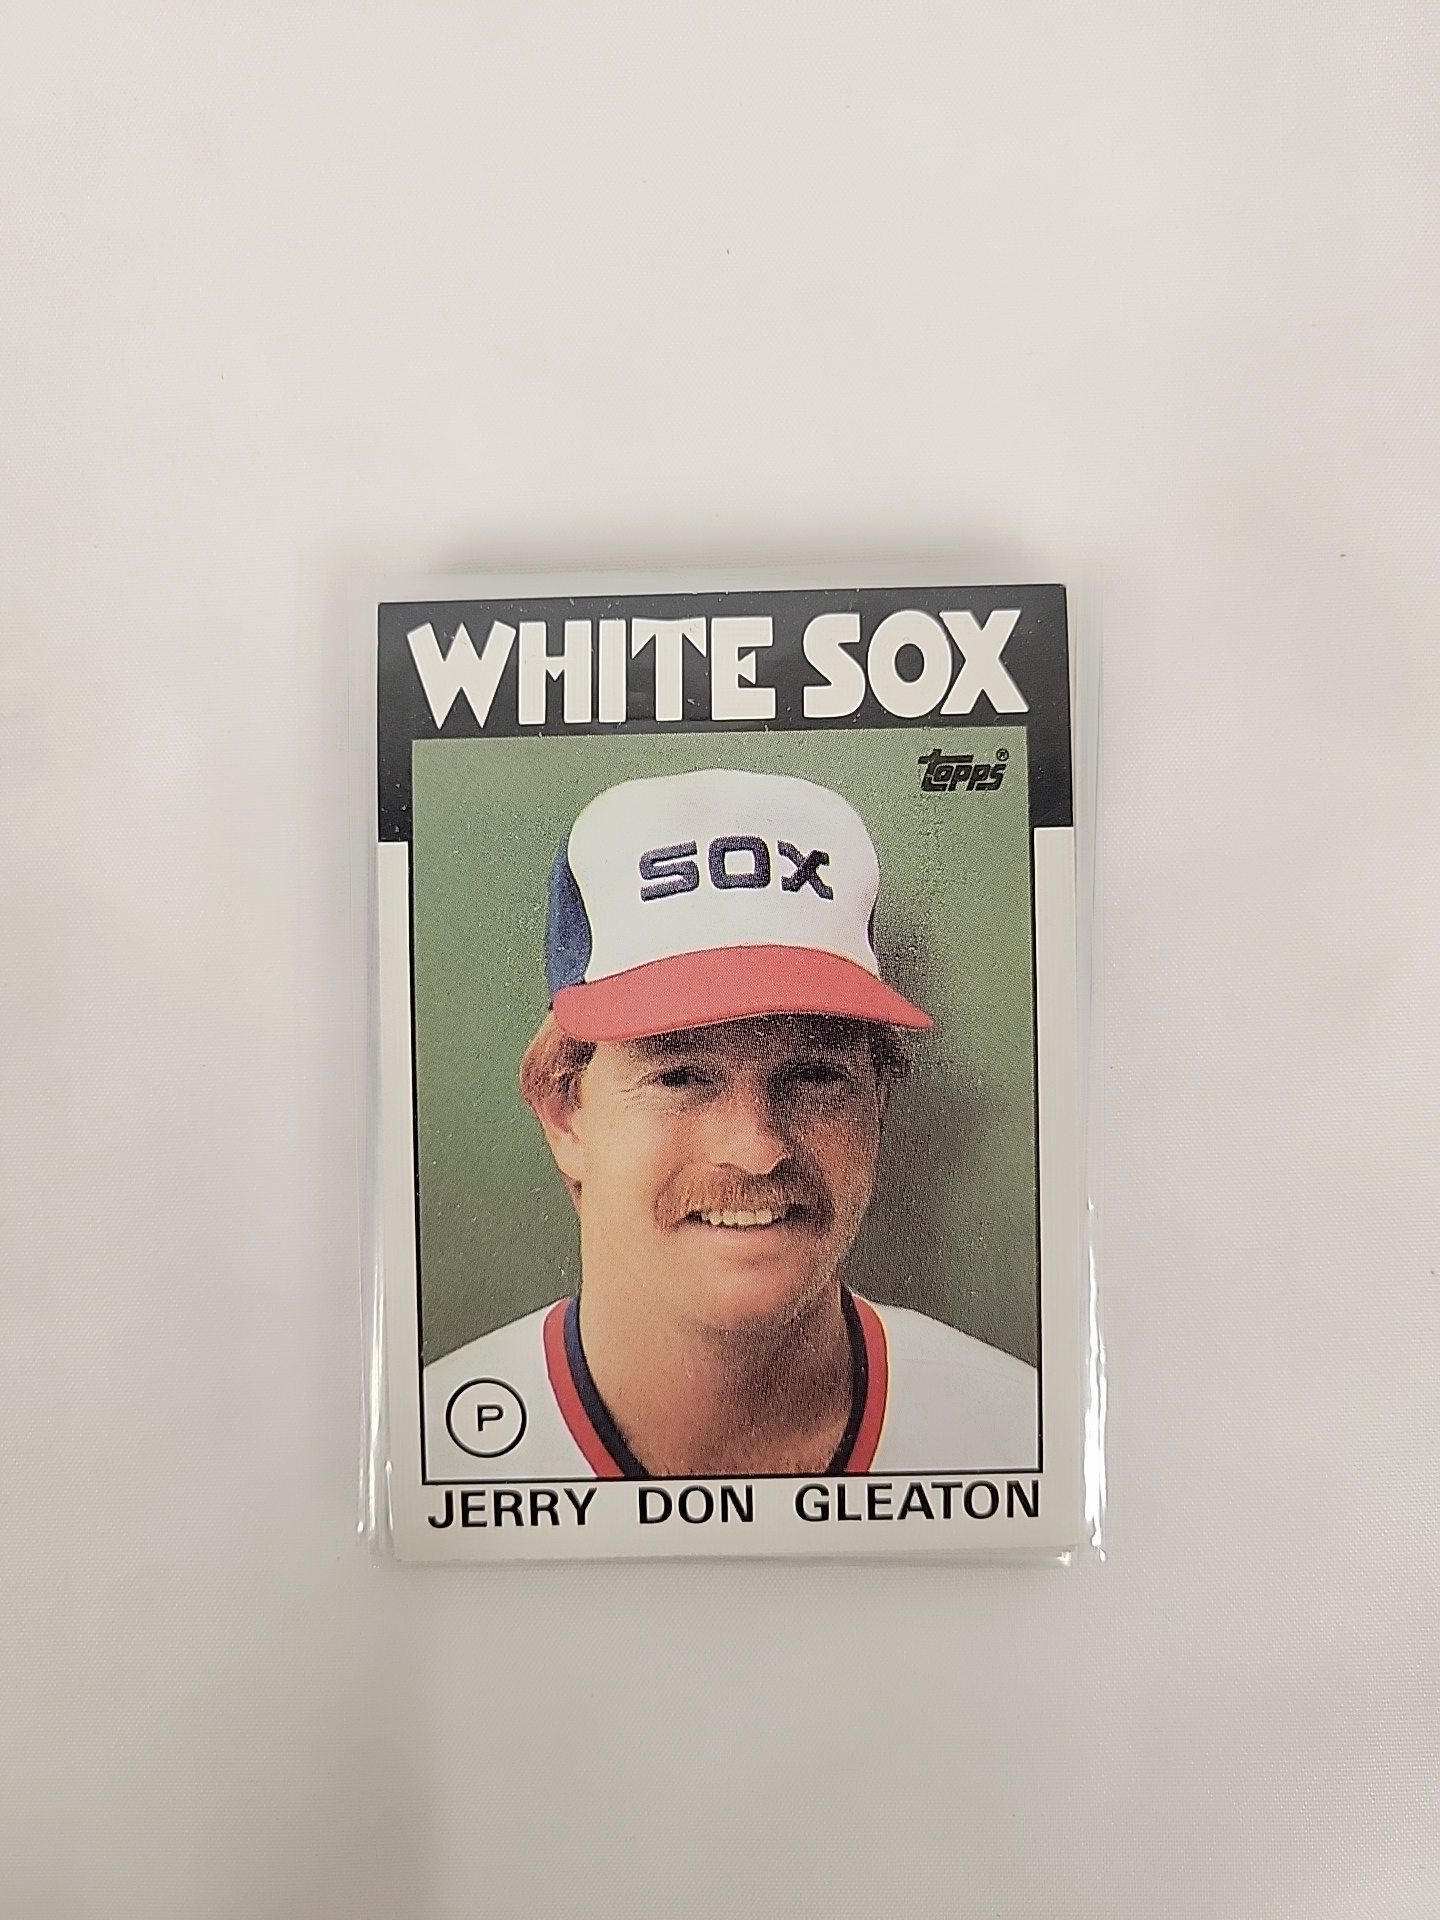 WHITE SOX
topps®
SOX
P
JERRY DON GLEATON